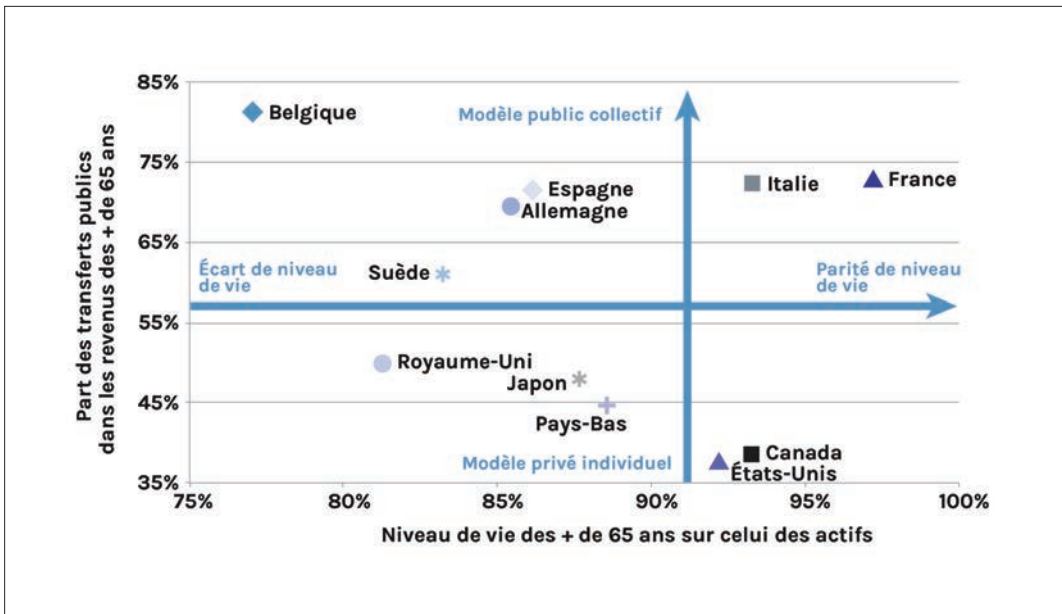 Part des transferts publics
dans les revenus des + de 65 ans
85%
75%
65%
55%
45%
35%
Belgique
Modèle public collectif
Espagne
Allemagne
Italie
France
Suède
Écart de niveau
de vie
Parité de niveau
de vie
Royaume-Uni
Japon
Pays-Bas
Modèle privé individuel
Canada
États-Unis
75%
80%
85%
90%
95%
100%
Niveau de vie des + de 65 ans sur celui des actifs